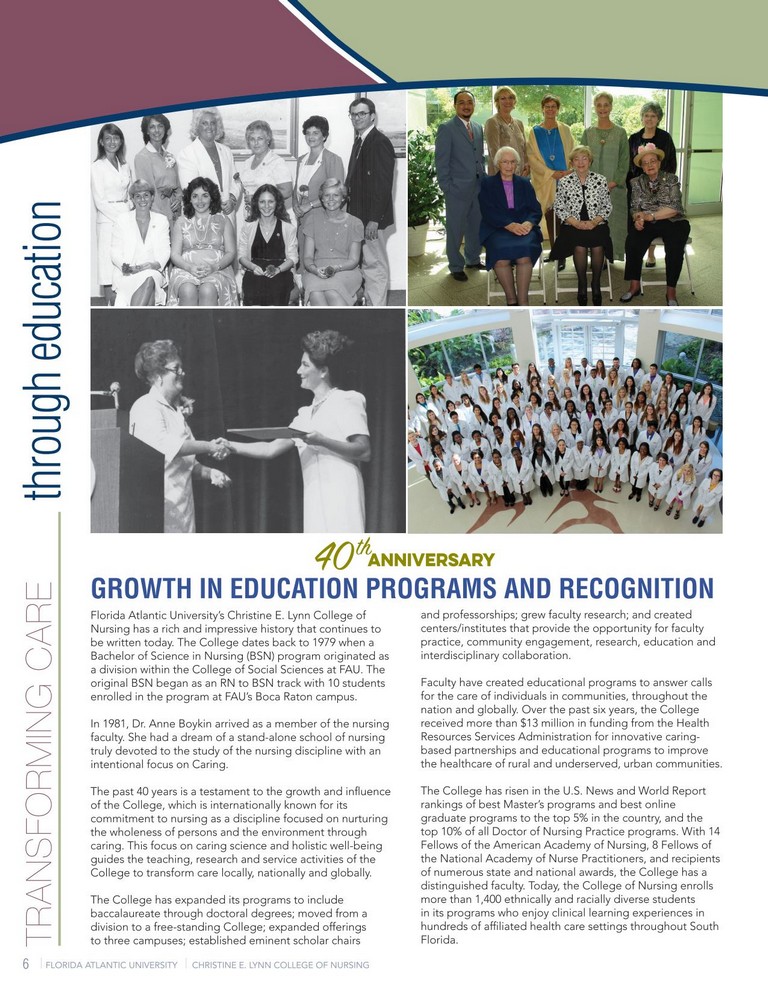 TRANSFORMING CARE through education
40th ANNIVERSARY
GROWTH IN EDUCATION PROGRAMS AND RECOGNITION
Florida Atlantic University's Christine E. Lynn College of
Nursing has a rich and impressive history that continues to
be written today. The College dates back to 1979 when a
Bachelor of Science in Nursing (BSN) program originated as
a division within the College of Social Sciences at FAU. The
original BSN began as an RN to BSN track with 10 students
enrolled in the program at FAU's Boca Raton campus.
In 1981, Dr. Anne Boykin arrived as a member of the nursing
faculty. She had a dream of a stand-alone school of nursing
truly devoted to the study of the nursing discipline with an
intentional focus on Caring.
The past 40 years is a testament to the growth and influence
of the College, which is internationally known for its
commitment to nursing as a discipline focused on nurturing
the wholeness of persons and the environment through
caring. This focus on caring science and holistic well-being
guides the teaching, research and service activities of the
College to transform care locally, nationally and globally.
The College has expanded its programs to include
baccalaureate through doctoral degrees; moved from a
division to a free-standing College; expanded offerings
to three campuses; established eminent scholar chairs
and professorships; grew faculty research; and created
centers/institutes that provide the opportunity for faculty
practice, community engagement, research, education and
interdisciplinary collaboration.
Faculty have created educational programs to answer calls
for the care of individuals in communities, throughout the
nation and globally. Over the past six years, the College
received more than $13 million in funding from the Health
Resources Services Administration for innovative caring-
based partnerships and educational programs to improve
the healthcare of rural and underserved, urban communities.
The College has risen in the U.S. News and World Report
rankings of best Master's programs and best online
graduate programs to the top 5% in the country, and the
top 10% of all Doctor of Nursing Practice programs. With 14
Fellows of the American Academy of Nursing, 8 Fellows of
the National Academy of Nurse Practitioners, and recipients
of numerous state and national awards, the College has a
distinguished faculty. Today, the College of Nursing enrolls
more than 1,400 ethnically and racially diverse students
in its programs who enjoy clinical learning experiences in
hundreds of affiliated health care settings throughout South
Florida.
6 | FLORIDA ATLANTIC UNIVERSITY | CHRISTINE E. LYNN COLLEGE OF NURSING